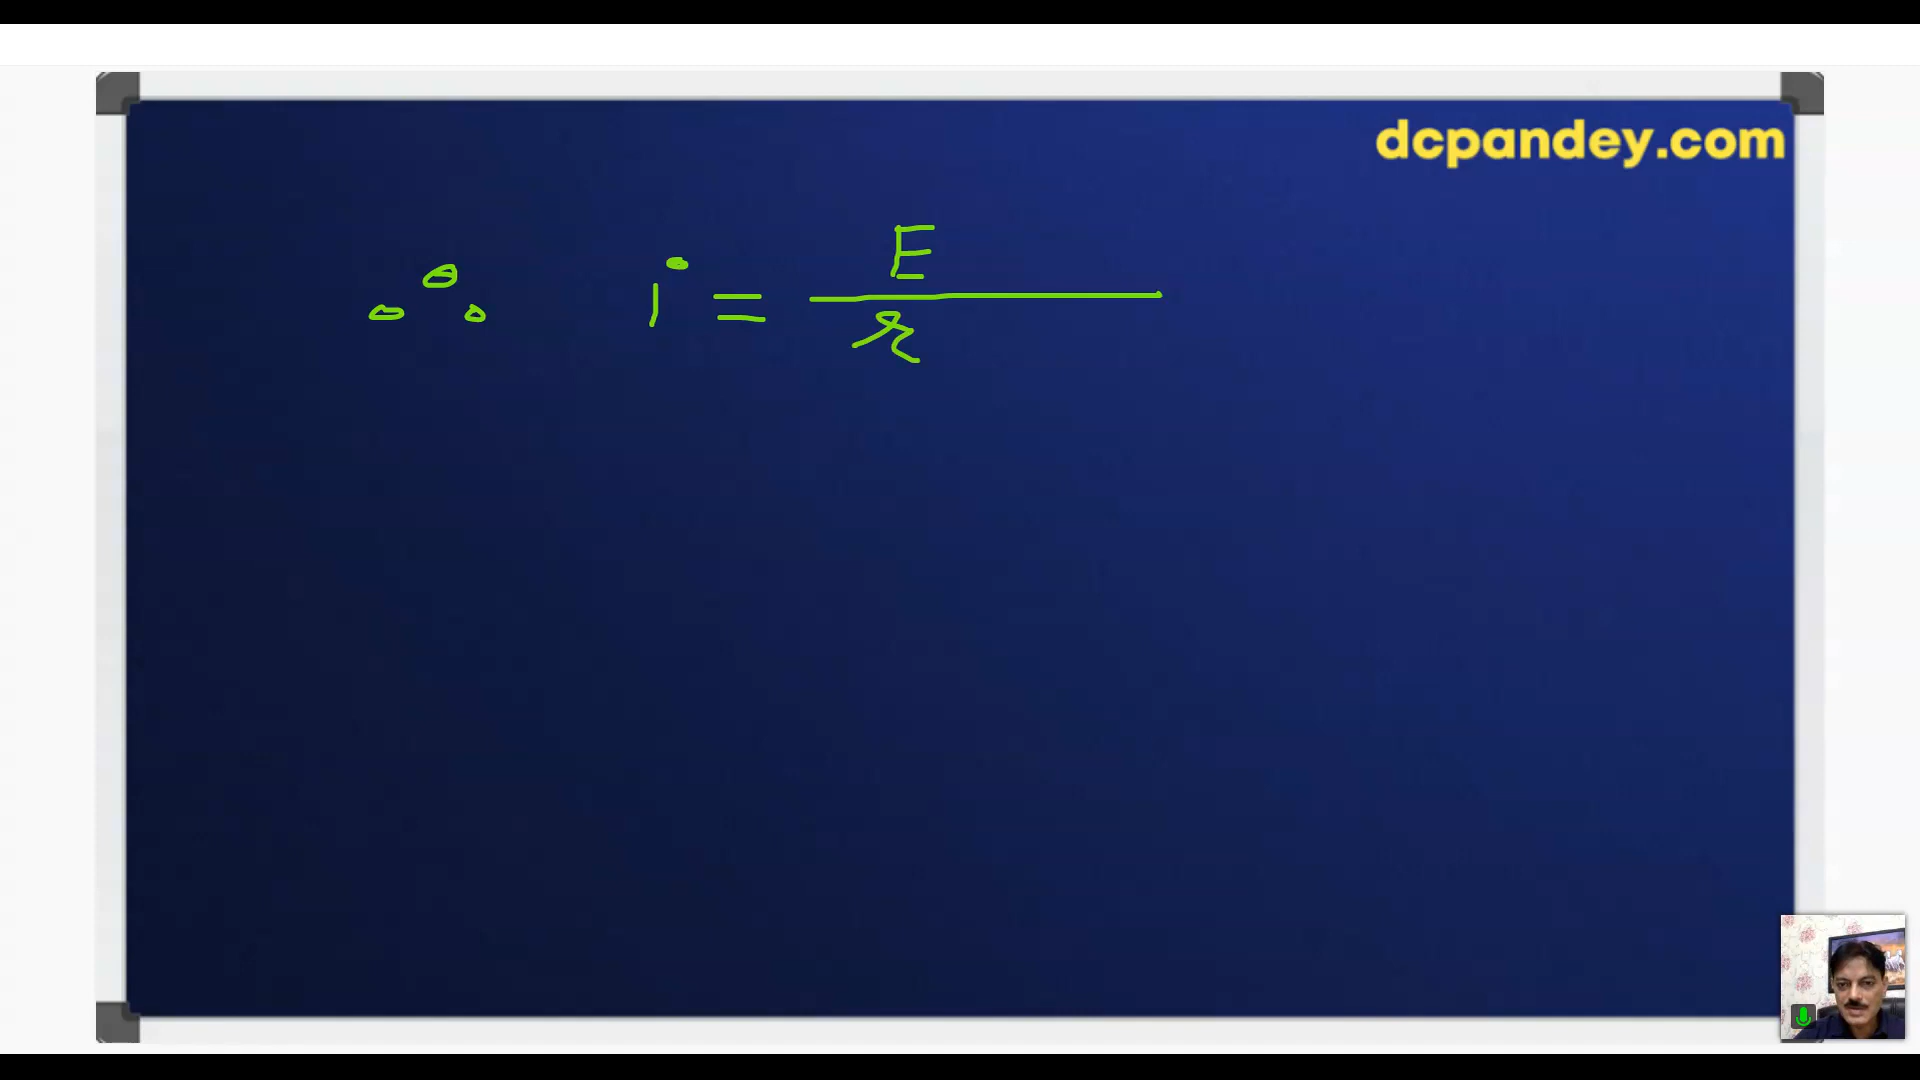 dcpandey.com
∴ i = E/r